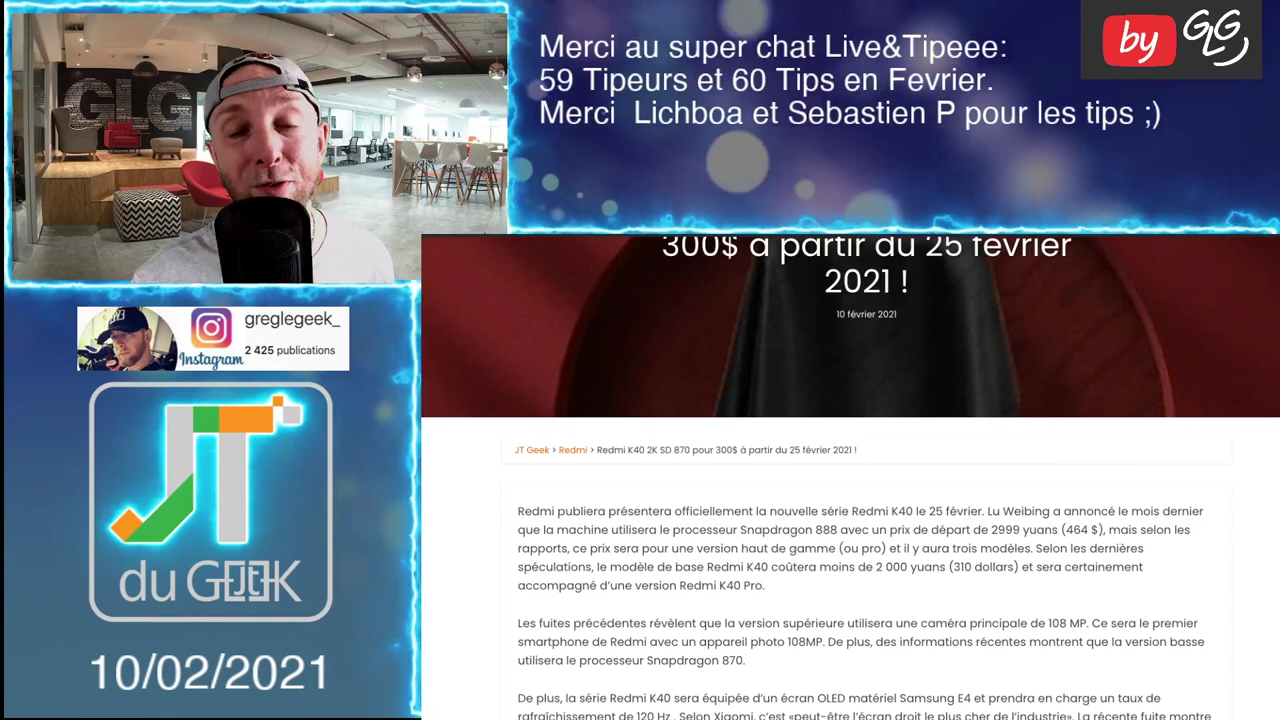 GLG
Merci au super chat Live&Tipeee:
59 Tipeurs et 60 Tips en Fevrier.
Merci Lichboa et Sebastien P pour les tips ;)
by GLG
greglegeek_
Instagram
2 425 publications
JT
du GEEK
10/02/2021
300$ à partir du 25 février
2021 !
10 février 2021
JT Geek > Redmi > Redmi K40 2K SD 870 pour 300$ à partir du 25 février 2021 !
Redmi publiera présentera officiellement la nouvelle série Redmi K40 le 25 février. Lu Weibing a annoncé le mois dernier
que la machine utilisera le processeur Snapdragon 888 avec un prix de départ de 2999 yuans (464 $), mais selon les
rapports, ce prix sera pour une version haut de gamme (ou pro) et il y aura trois modèles. Selon les dernières
spéculations, le modèle de base Redmi K40 coûtera moins de 2 000 yuans (310 dollars) et sera certainement
accompagné d’une version Redmi K40 Pro.
Les fuites précédentes révèlent que la version supérieure utilisera une caméra principale de 108 MP. Ce sera le premier
smartphone de Redmi avec un appareil photo 108MP. De plus, des informations récentes montrent que la version basse
utilisera le processeur Snapdragon 870.
De plus, la série Redmi K40 sera équipée d’un écran OLED matériel Samsung E4 et prendra en charge un taux de
rafraîchissement de 120 Hz . Selon Xiaomi, c’est «peut-être l’écran droit le plus cher de l’industrie». La récente fuite montre